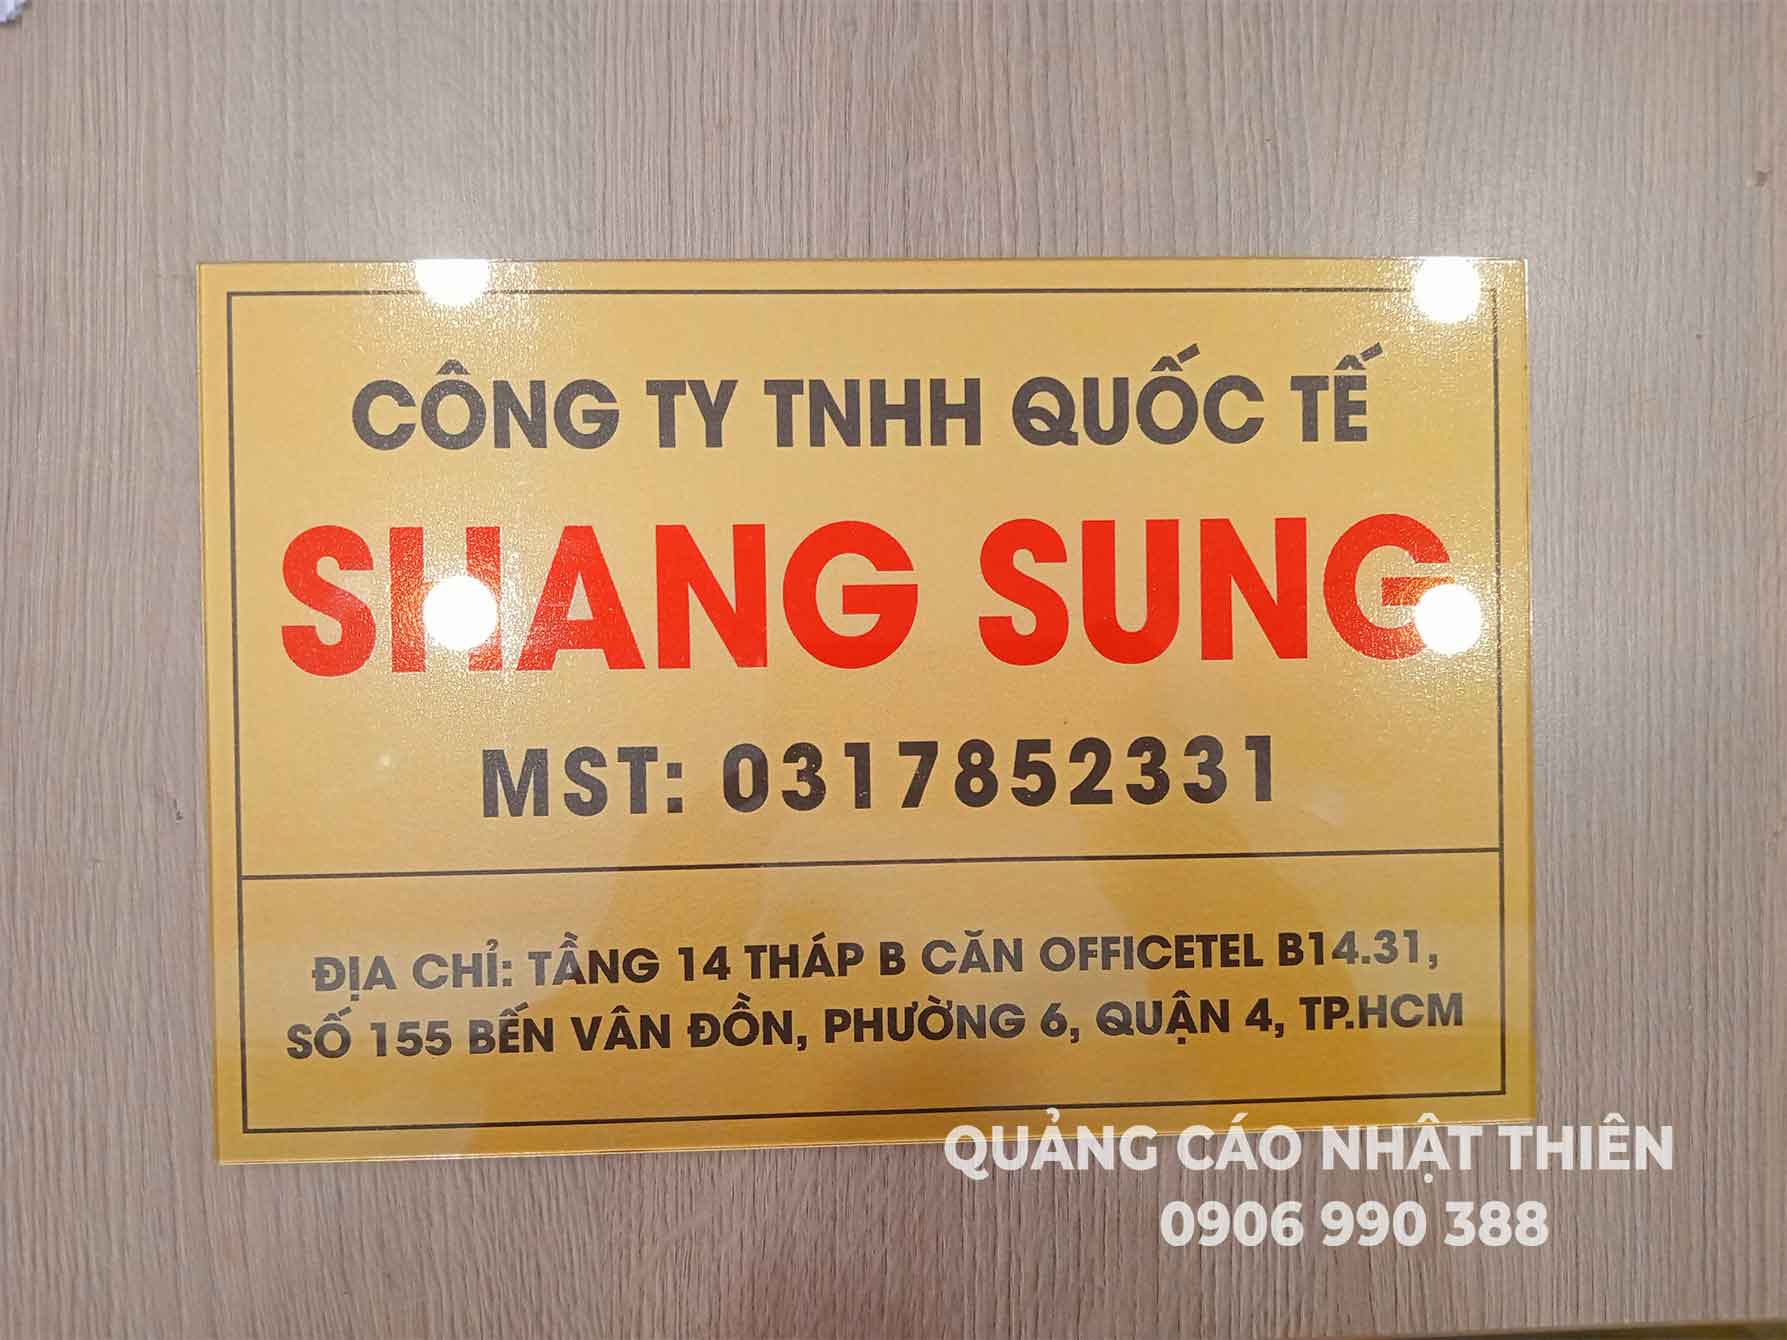 CÔNG TY TNHH QUỐC TẾ
SHANG SUNG
MST: 0317852331
ĐỊA CHỈ: TẦNG 14 THÁP B CĂN OFFICETEL B14.31,
SỐ 155 BẾN VÂN ĐỒN, PHƯỜNG 6, QUẬN 4, TP.HCM
QUẢNG CÁO NHẬT THIÊN
0906 990 388